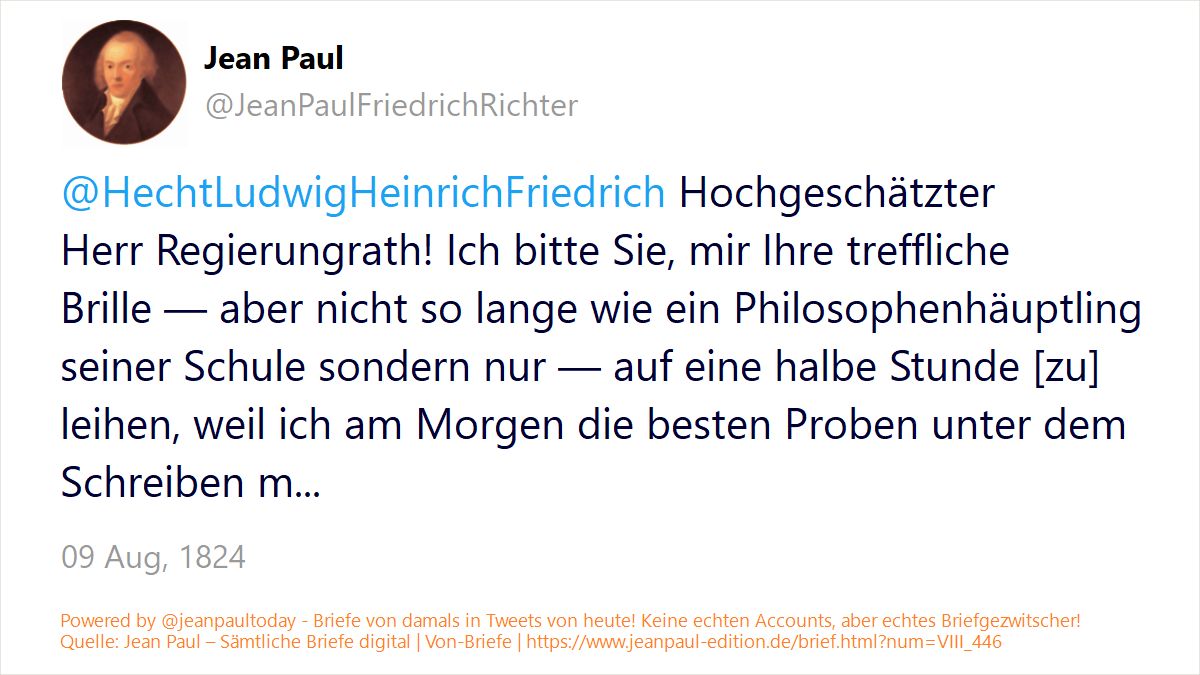 Jean Paul
@JeanPaulFriedrichRichter
@HechtLudwigHeinrichFriedrich Hochgeschätzter
Herr Regierungrath! Ich bitte Sie, mir Ihre treffliche
Brille — aber nicht so lange wie ein Philosophenhäuptling
seiner Schule sondern nur — auf eine halbe Stunde [zu]
leihen, weil ich am Morgen die besten Proben unter dem
Schreiben m...
09 Aug, 1824
Powered by @jeanpaultoday - Briefe von damals in Tweets von heute! Keine echten Accounts, aber echtes Briefgezwitscher!
Quelle: Jean Paul – Sämtliche Briefe digital | Von-Briefe | https://www.jeanpaul-edition.de/brief.html?num=VIII_446